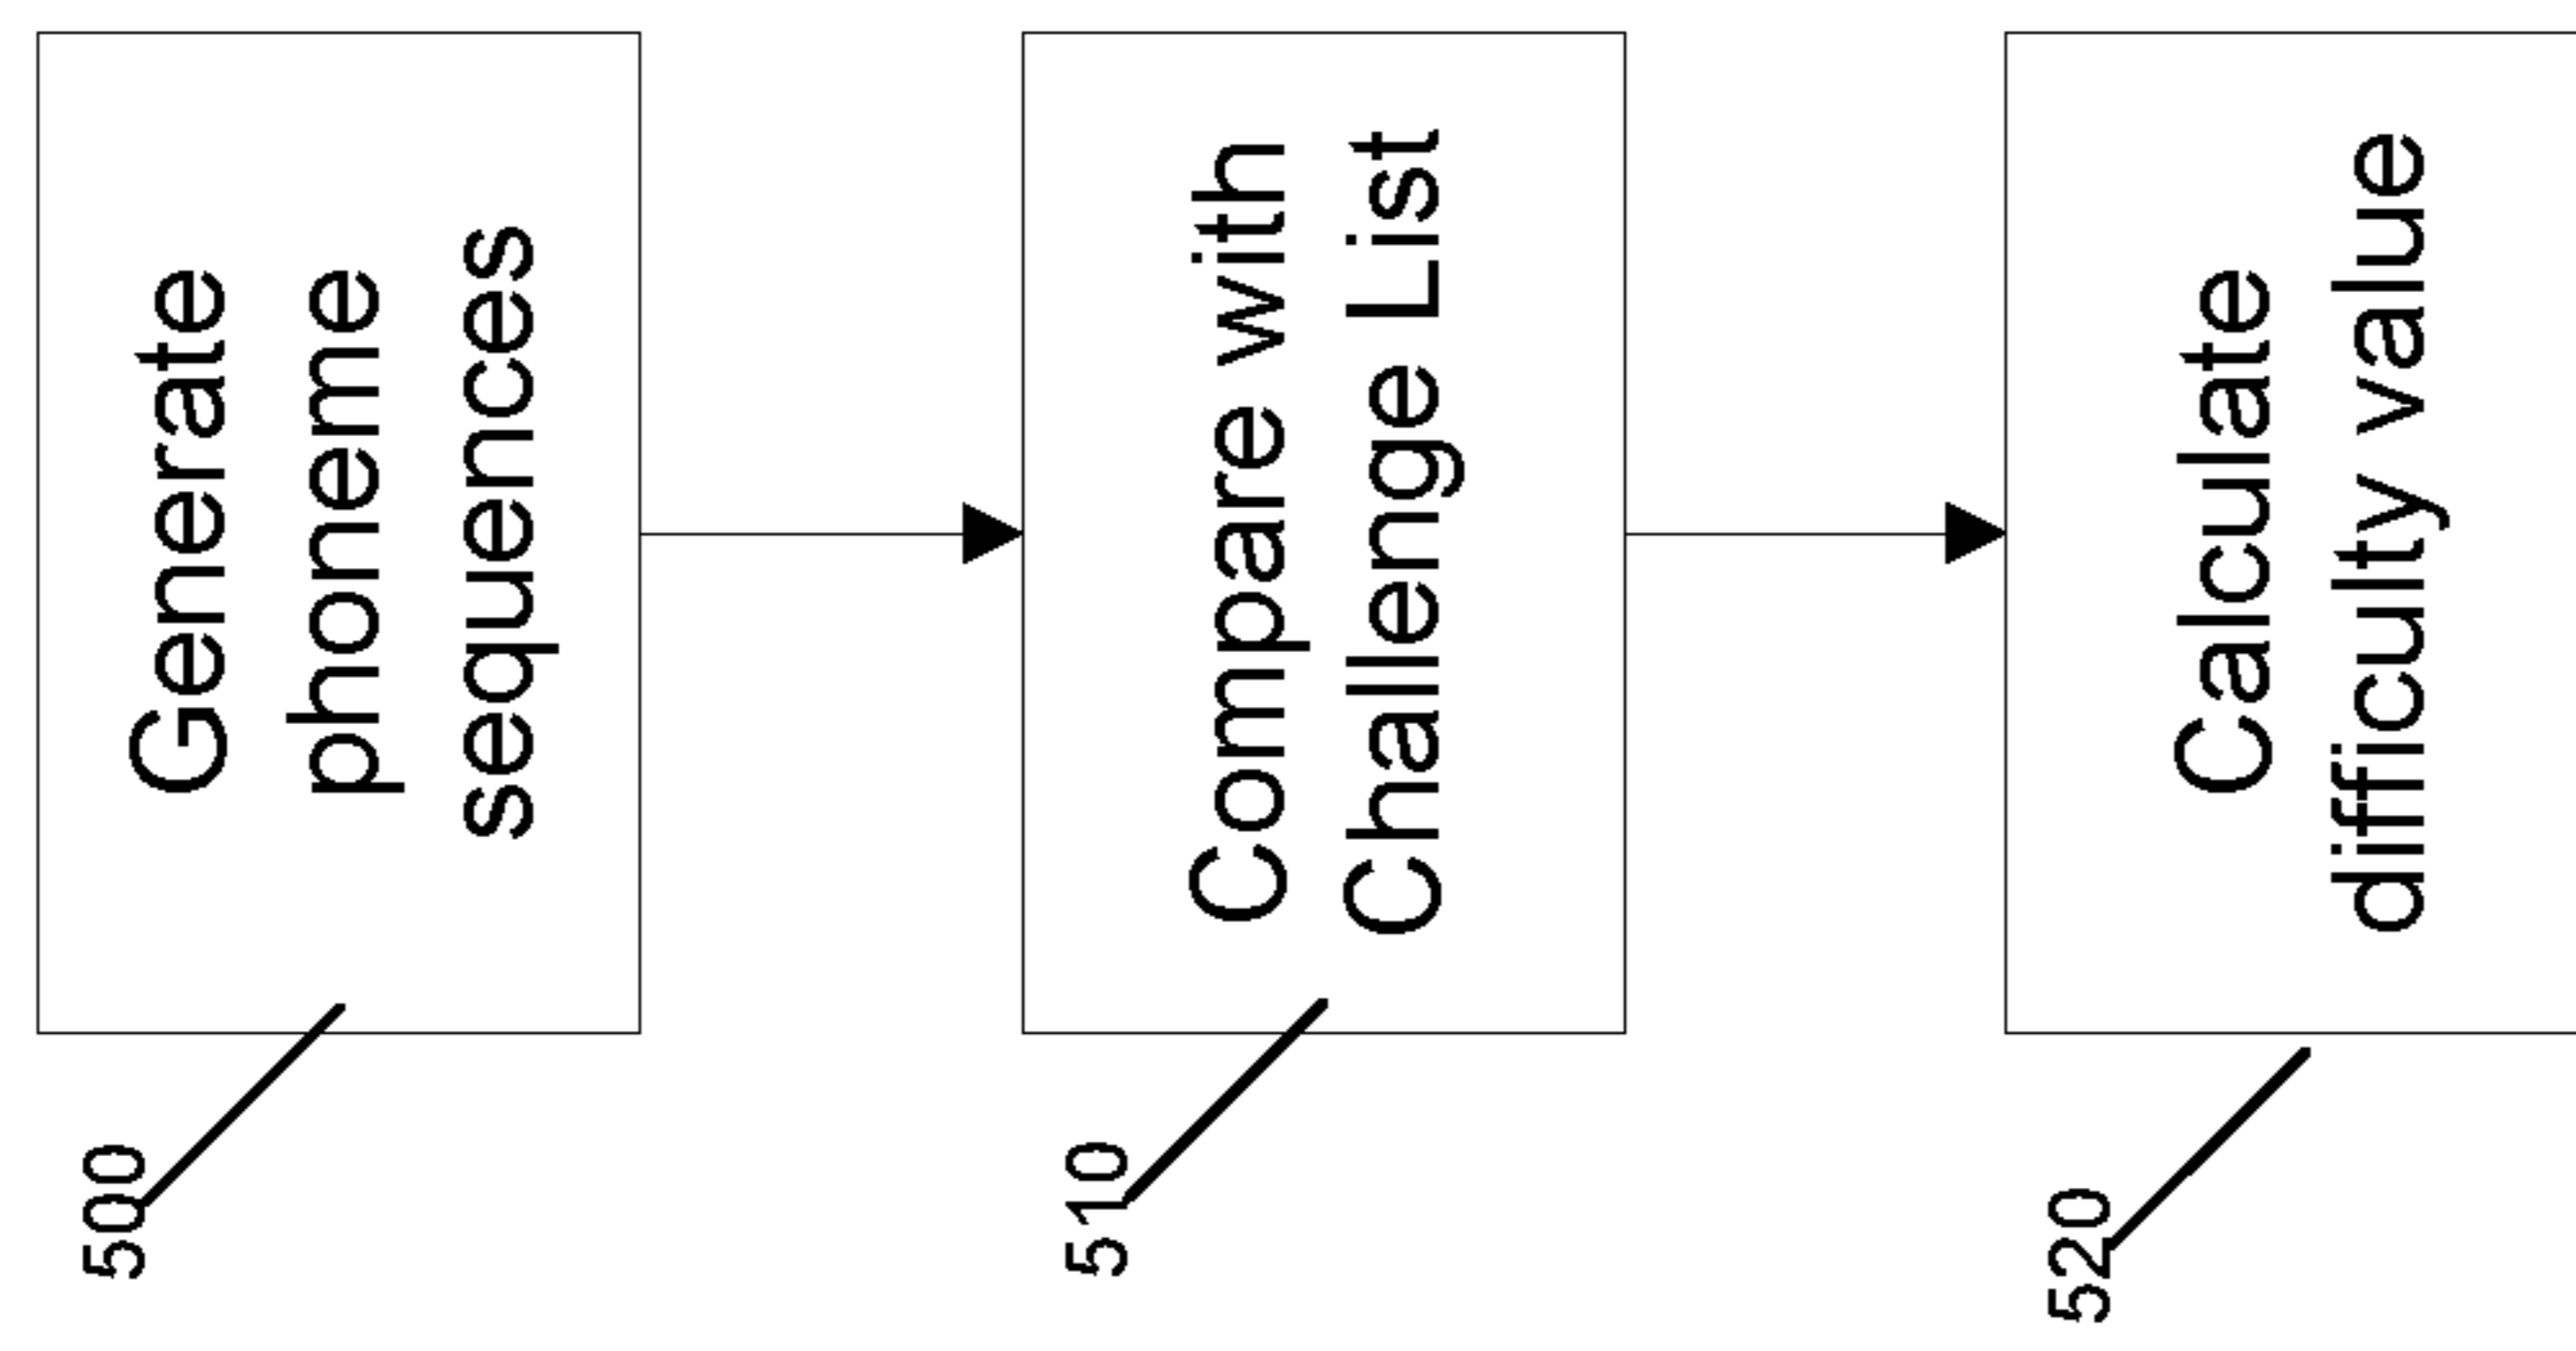 Generate
phoneme
sequences
500
Compare with
Challenge List
510
Calculate
difficulty value
520